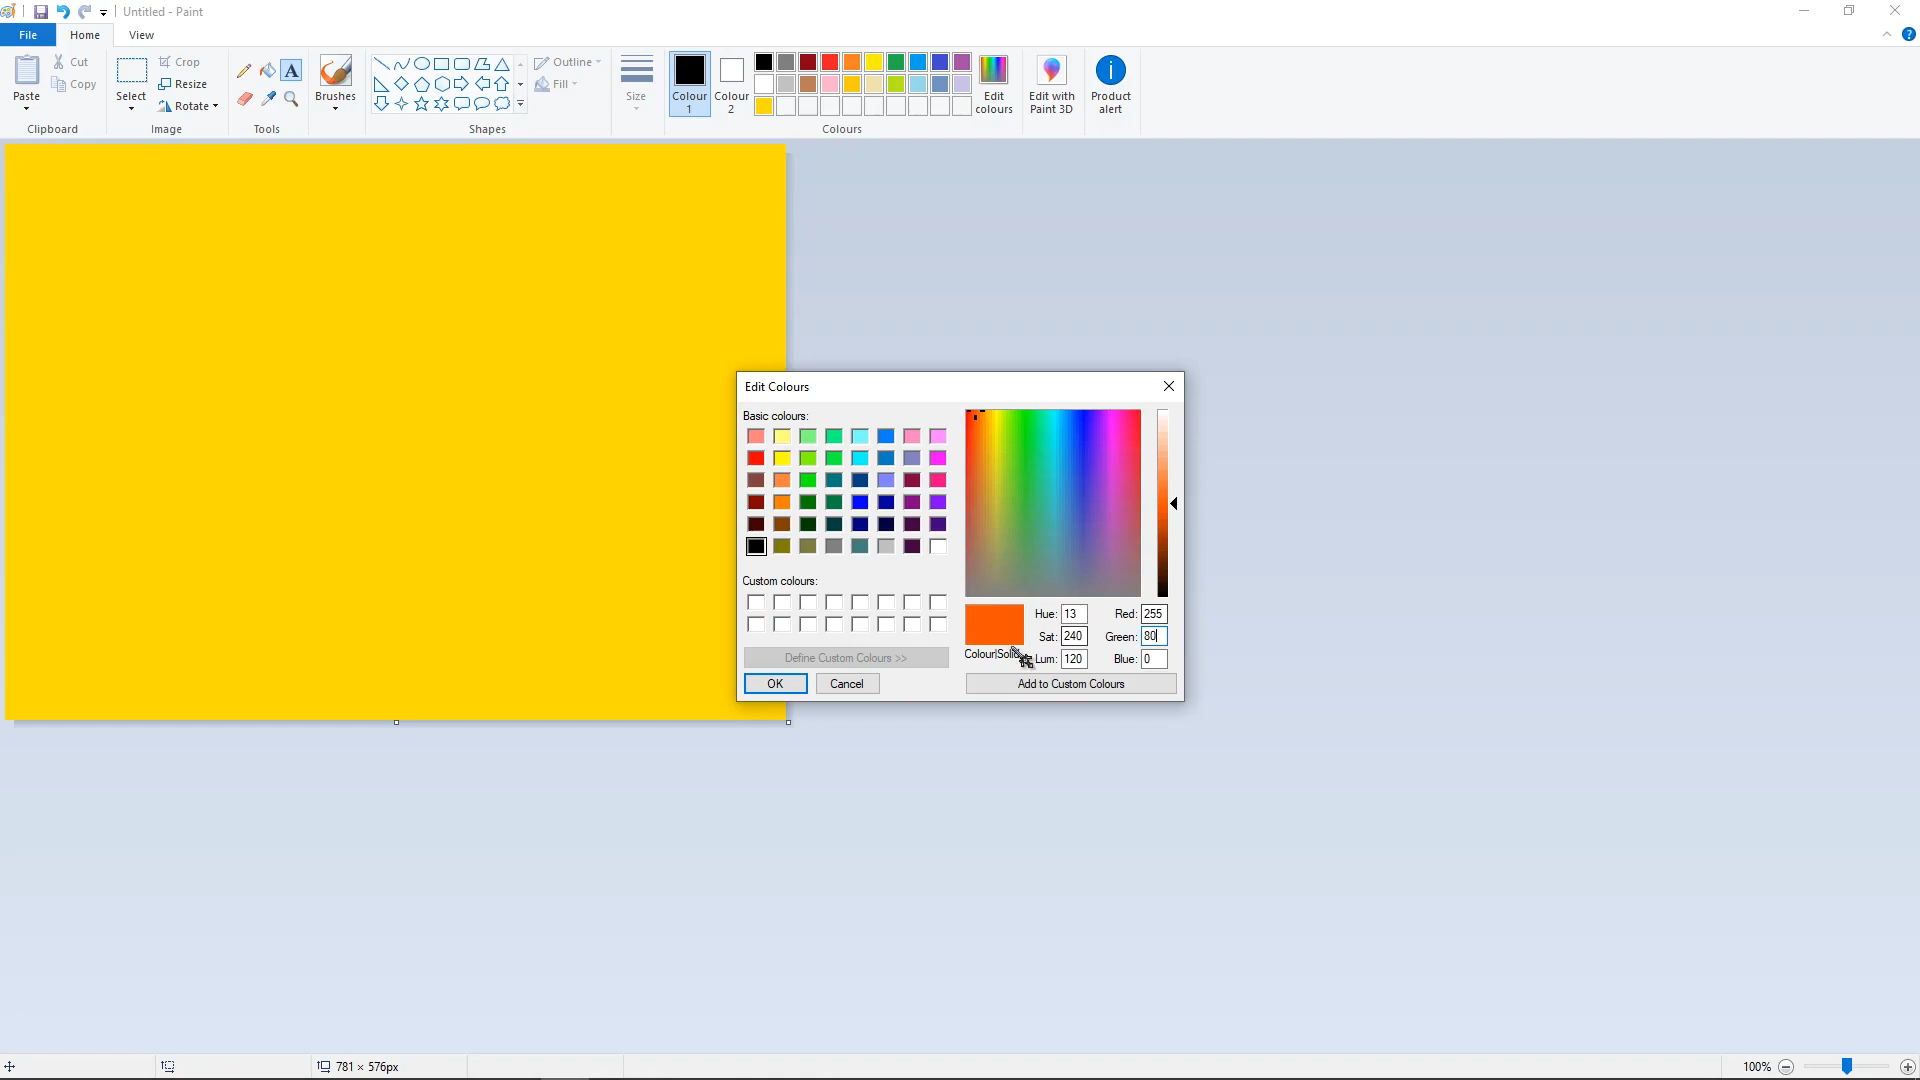 Untitled - Paint
File Home View
Paste
Cut
Copy
Clipboard
Select
Crop
Resize
Rotate
Image
A
Tools
Brushes
Shapes
Outline
Fill
Size
Colour 1
Colour 2
Colours
Edit colours
Edit with Paint 3D
Product alert
Edit Colours
Basic colours:
Custom colours:
Define Custom Colours >>
OK Cancel
Colour|Solid
Hue: 13 Red: 255
Sat: 240 Green: 80
Lum: 120 Blue: 0
Add to Custom Colours
781 × 576px
100%